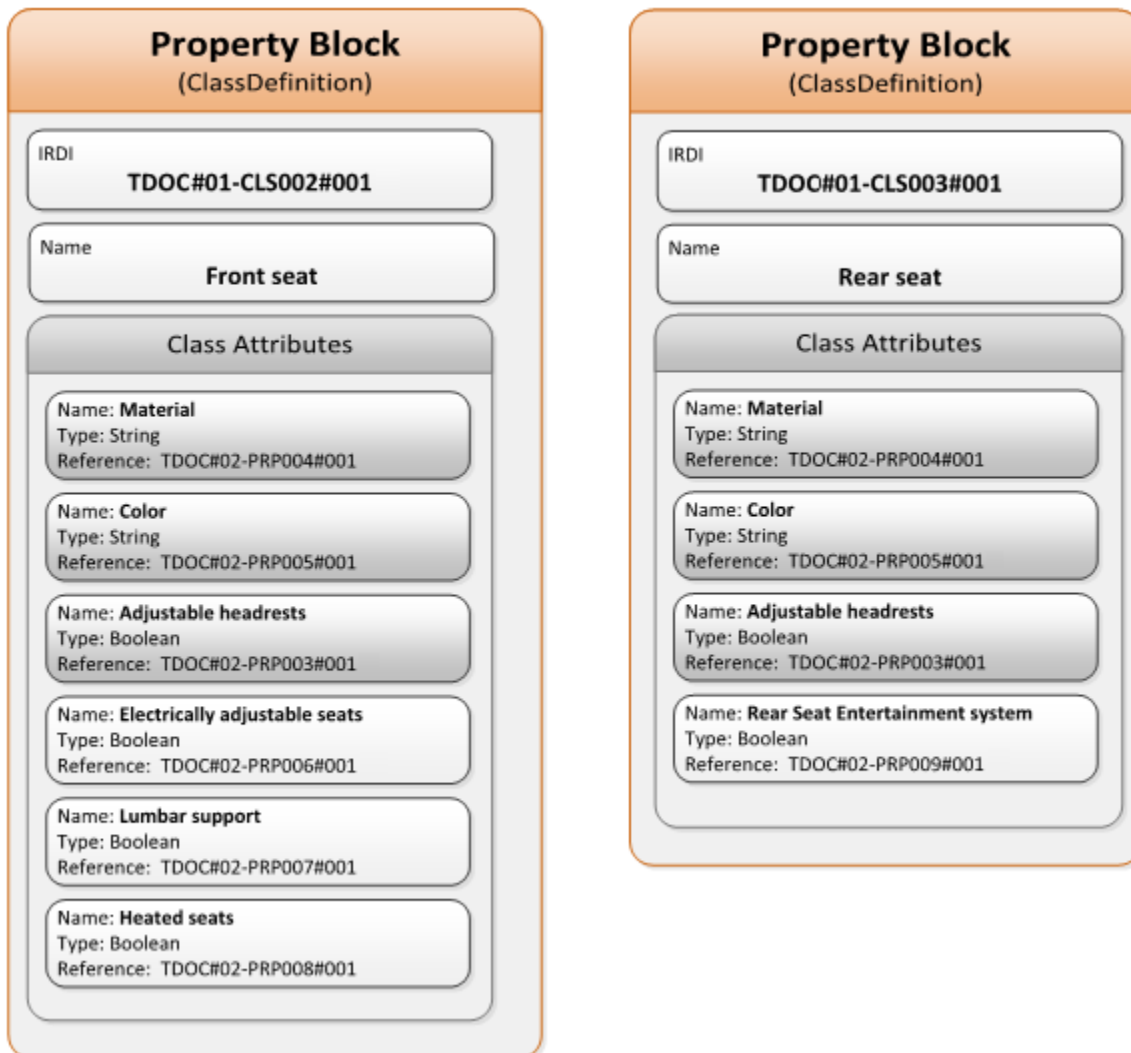 Property Block
(ClassDefinition)
IRDI
TDOC#01-CLS002#001
Name
Front seat
Class Attributes
Name: Material
Type: String
Reference: TDOC#02-PRP004#001
Name: Color
Type: String
Reference: TDOC#02-PRP005#001
Name: Adjustable headrests
Type: Boolean
Reference: TDOC#02-PRP003#001
Name: Electrically adjustable seats
Type: Boolean
Reference: TDOC#02-PRP006#001
Name: Lumbar support
Type: Boolean
Reference: TDOC#02-PRP007#001
Name: Heated seats
Type: Boolean
Reference: TDOC#02-PRP008#001
Property Block
(ClassDefinition)
IRDI
TDOC#01-CLS003#001
Name
Rear seat
Class Attributes
Name: Material
Type: String
Reference: TDOC#02-PRP004#001
Name: Color
Type: String
Reference: TDOC#02-PRP005#001
Name: Adjustable headrests
Type: Boolean
Reference: TDOC#02-PRP003#001
Name: Rear Seat Entertainment system
Type: Boolean
Reference: TDOC#02-PRP009#001